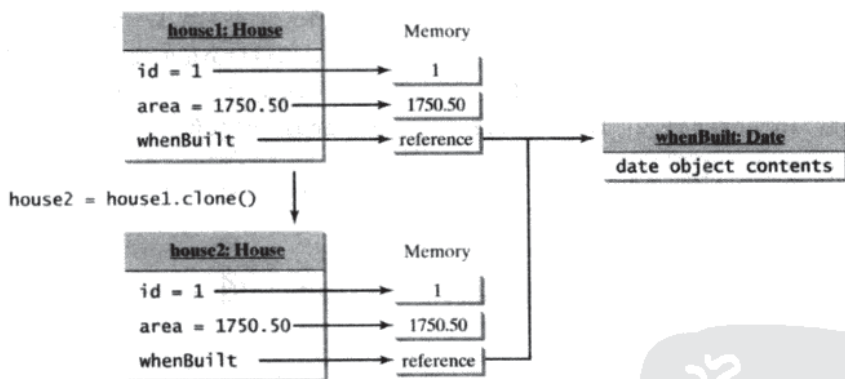 house1: House
Memory
id = 1
1
area = 1750.50
1750.50
whenBuilt
reference
whenBuilt: Date
date object contents
house2 = house1.clone()
house2: House
Memory
id = 1
1
area = 1750.50
1750.50
whenBuilt
reference